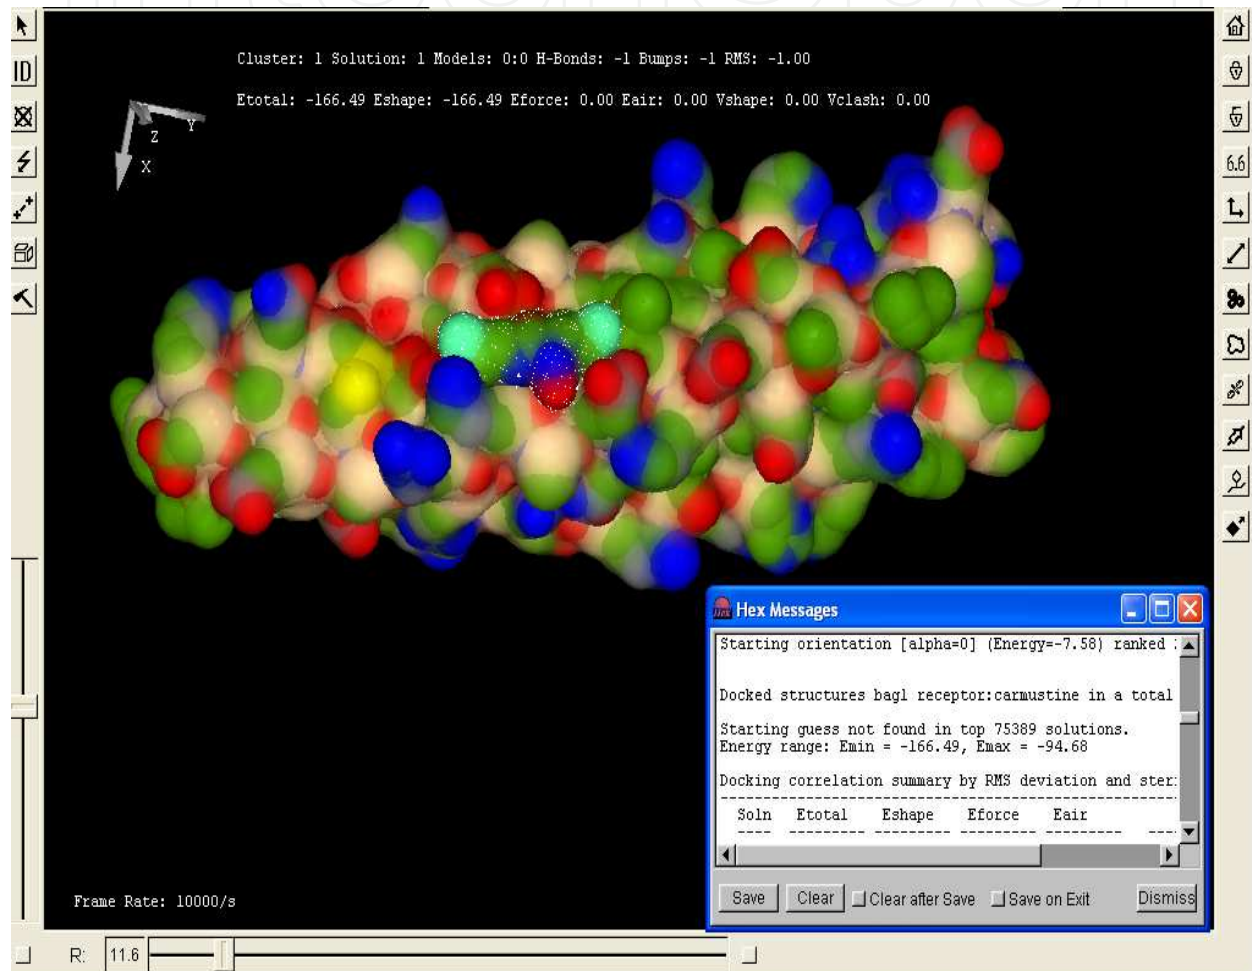 Cluster: 1 Solution: 1 Models: 0:0 H-Bonds: -1 Bumps: -1 RMS: -1.00
Etotal: -166.49 Eshape: -166.49 Eforce: 0.00 Eair: 0.00 Vshape: 0.00 Vclash: 0.00
ID
Z
Y
X
6.6
Hex Messages
Starting orientation [alpha=0] (Energy=-7.58) ranked
Docked structures bagl receptor:carmustine in a total
Starting guess not found in top 75389 solutions.
Energy range: Emin = -166.49, Emax = -94.68
Docking correlation summary by RMS deviation and
---------------------------------------------------
Soln Etotal Eshape Eforce Eair
---- --------- --------- --------- --------- ----
Save Clear Clear after Save Save on Exit Dismiss
Frame Rate: 10000/s
R: 11.6